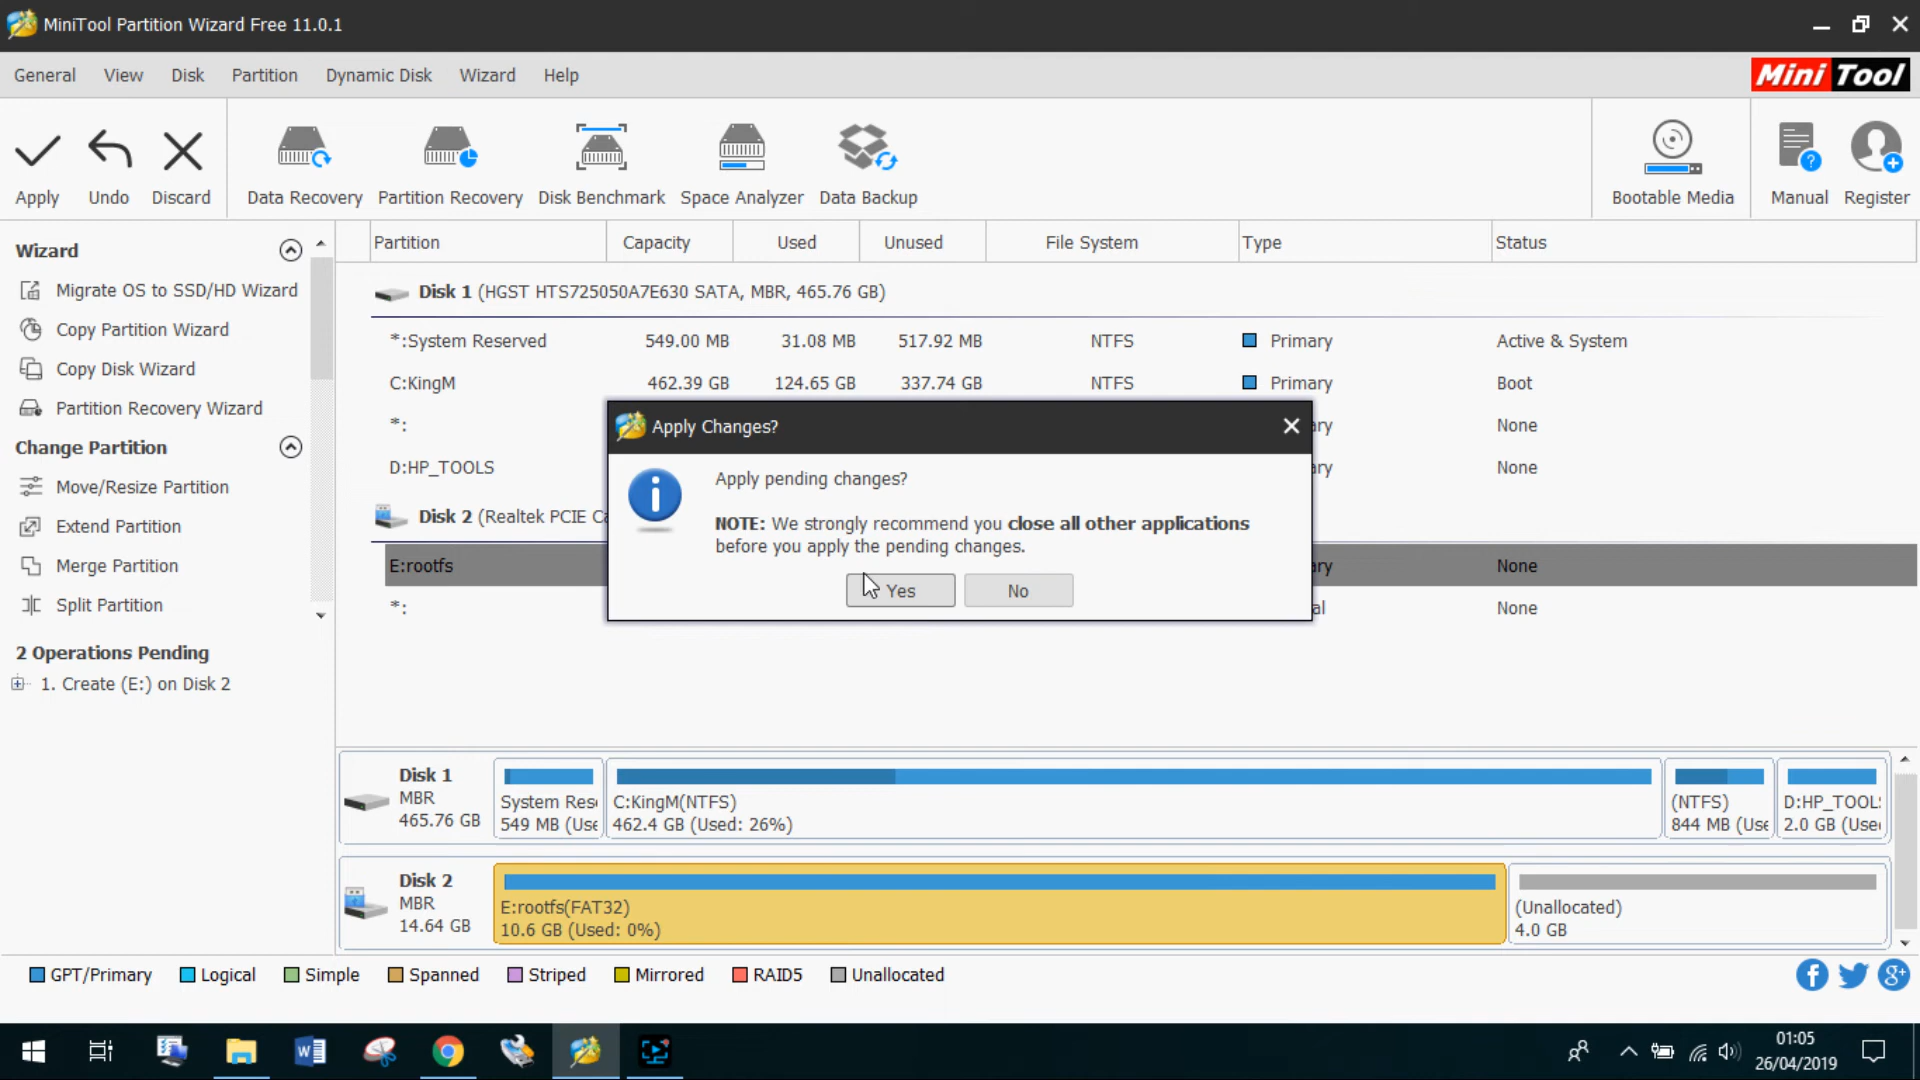 MiniTool Partition Wizard Free 11.0.1
General View Disk Partition Dynamic Disk Wizard Help
Mini Tool
Apply Undo Discard Data Recovery Partition Recovery Disk Benchmark Space Analyzer Data Backup Bootable Media Manual Register
Wizard
Migrate OS to SSD/HD Wizard
Copy Partition Wizard
Copy Disk Wizard
Partition Recovery Wizard
Change Partition
Move/Resize Partition
Extend Partition
Merge Partition
Split Partition
2 Operations Pending
1. Create (E:) on Disk 2
Partition Capacity Used Unused File System Type Status
Disk 1 (HGST HTS725050A7E630 SATA, MBR, 465.76 GB)
*:System Reserved 549.00 MB 31.08 MB 517.92 MB NTFS Primary Active & System
C:KingM 462.39 GB 124.65 GB 337.74 GB NTFS Primary Boot
*: ry None
D:HP_TOOLS ry None
Disk 2 (Realtek PCIE Ca
E:rootfs ry None
*: al None
Apply Changes?
Apply pending changes?
NOTE: We strongly recommend you close all other applications
before you apply the pending changes.
Yes No
Disk 1
MBR
465.76 GB
System Res
549 MB (Use
C:KingM(NTFS)
462.4 GB (Used: 26%)
(NTFS)
844 MB (Use
D:HP_TOOL
2.0 GB (Use
Disk 2
MBR
14.64 GB
E:rootfs(FAT32)
10.6 GB (Used: 0%)
(Unallocated)
4.0 GB
GPT/Primary Logical Simple Spanned Striped Mirrored RAID5 Unallocated
01:05
26/04/2019